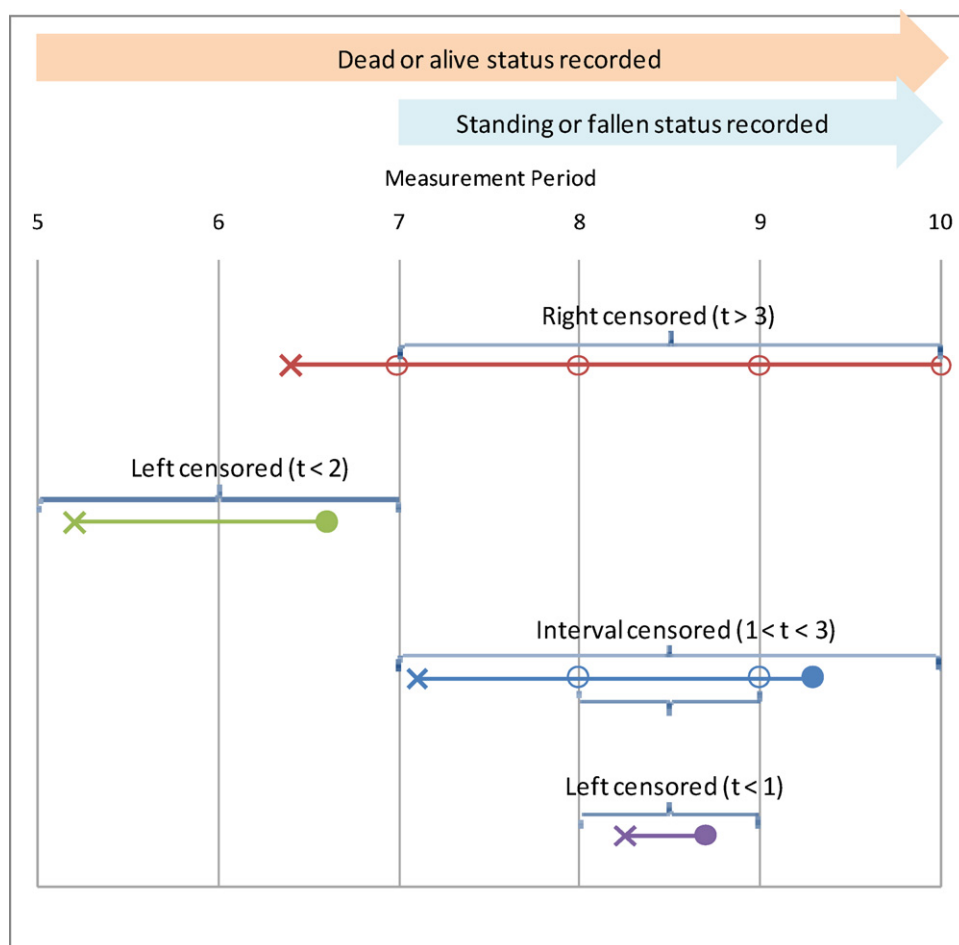 Dead or alive status recorded
Standing or fallen status recorded
Measurement Period
5 6 7 8 9 10
Right censored (t > 3)
Left censored (t < 2)
Interval censored (1 < t < 3)
Left censored (t < 1)